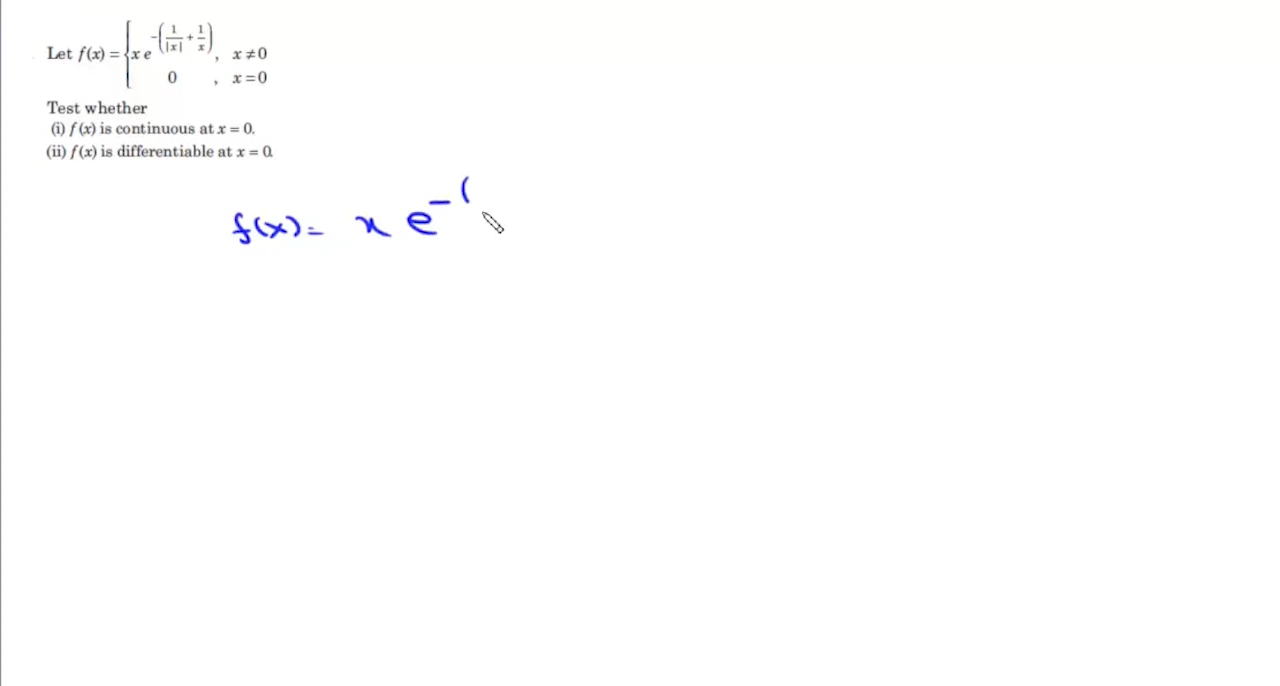 Let f(x) = { x e^{-(1/|x| + 1/x)}, x ≠ 0
0 , x = 0
Test whether
(i) f(x) is continuous at x = 0.
(ii) f(x) is differentiable at x = 0.
f(x) = x e^{-(